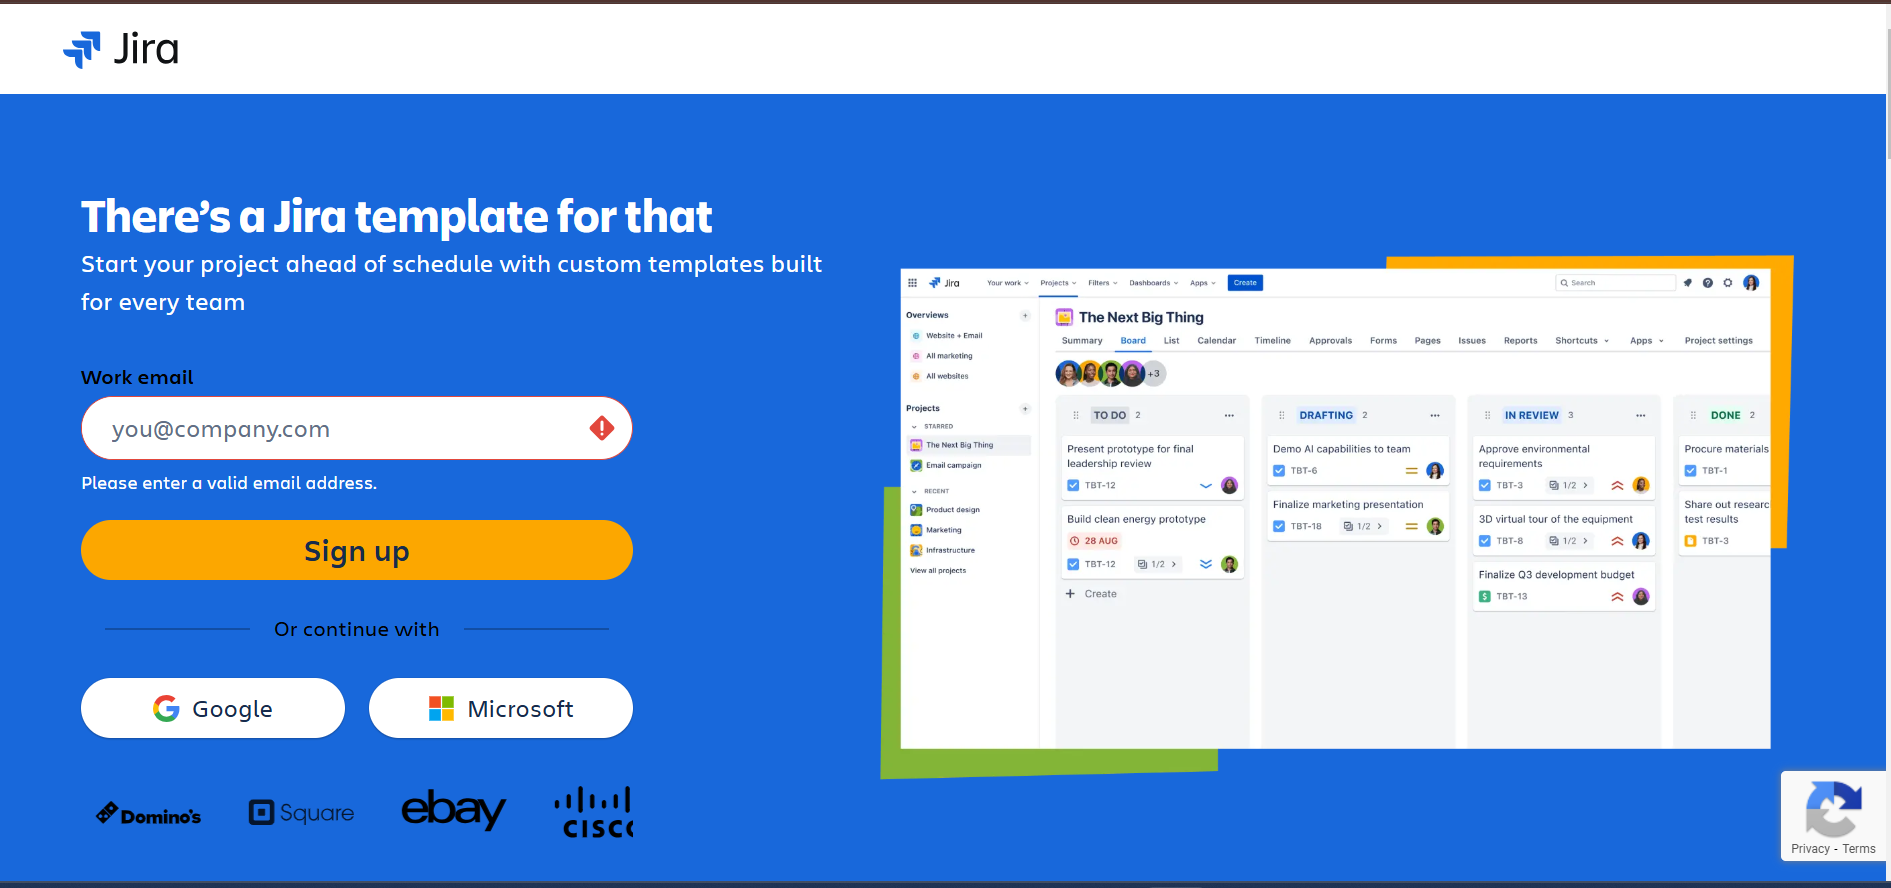 Jira
There's a Jira template for that
Start your project ahead of schedule with custom templates built
for every team
Work email
you@company.com
Please enter a valid email address.
Sign up
Or continue with
Google
Microsoft
Domino's
Square
ebay
cisco
Jira
Your work
Projects
Filters
Dashboards
Apps
Create
Search
Overviews
Website + Email
All marketing
All websites
Projects
STARRED
The Next Big Thing
Email campaign
RECENT
Product design
Marketing
Infrastructure
View all projects
The Next Big Thing
Summary
Board
List
Calendar
Timeline
Approvals
Forms
Pages
Issues
Reports
Shortcuts
Apps
Project settings
+3
TO DO 2
Present prototype for final
leadership review
TBT-12
Build clean energy prototype
28 AUG
TBT-12
1/2
Create
DRAFTING 2
Demo AI capabilities to team
TBT-6
Finalize marketing presentation
TBT-18
1/2
IN REVIEW 3
Approve environmental
requirements
TBT-3
1/2
3D virtual tour of the equipment
TBT-8
1/2
Finalize Q3 development budget
$
TBT-13
DONE 2
Procure materials
TBT-1
Share out researc
test results
TBT-3
Privacy - Terms